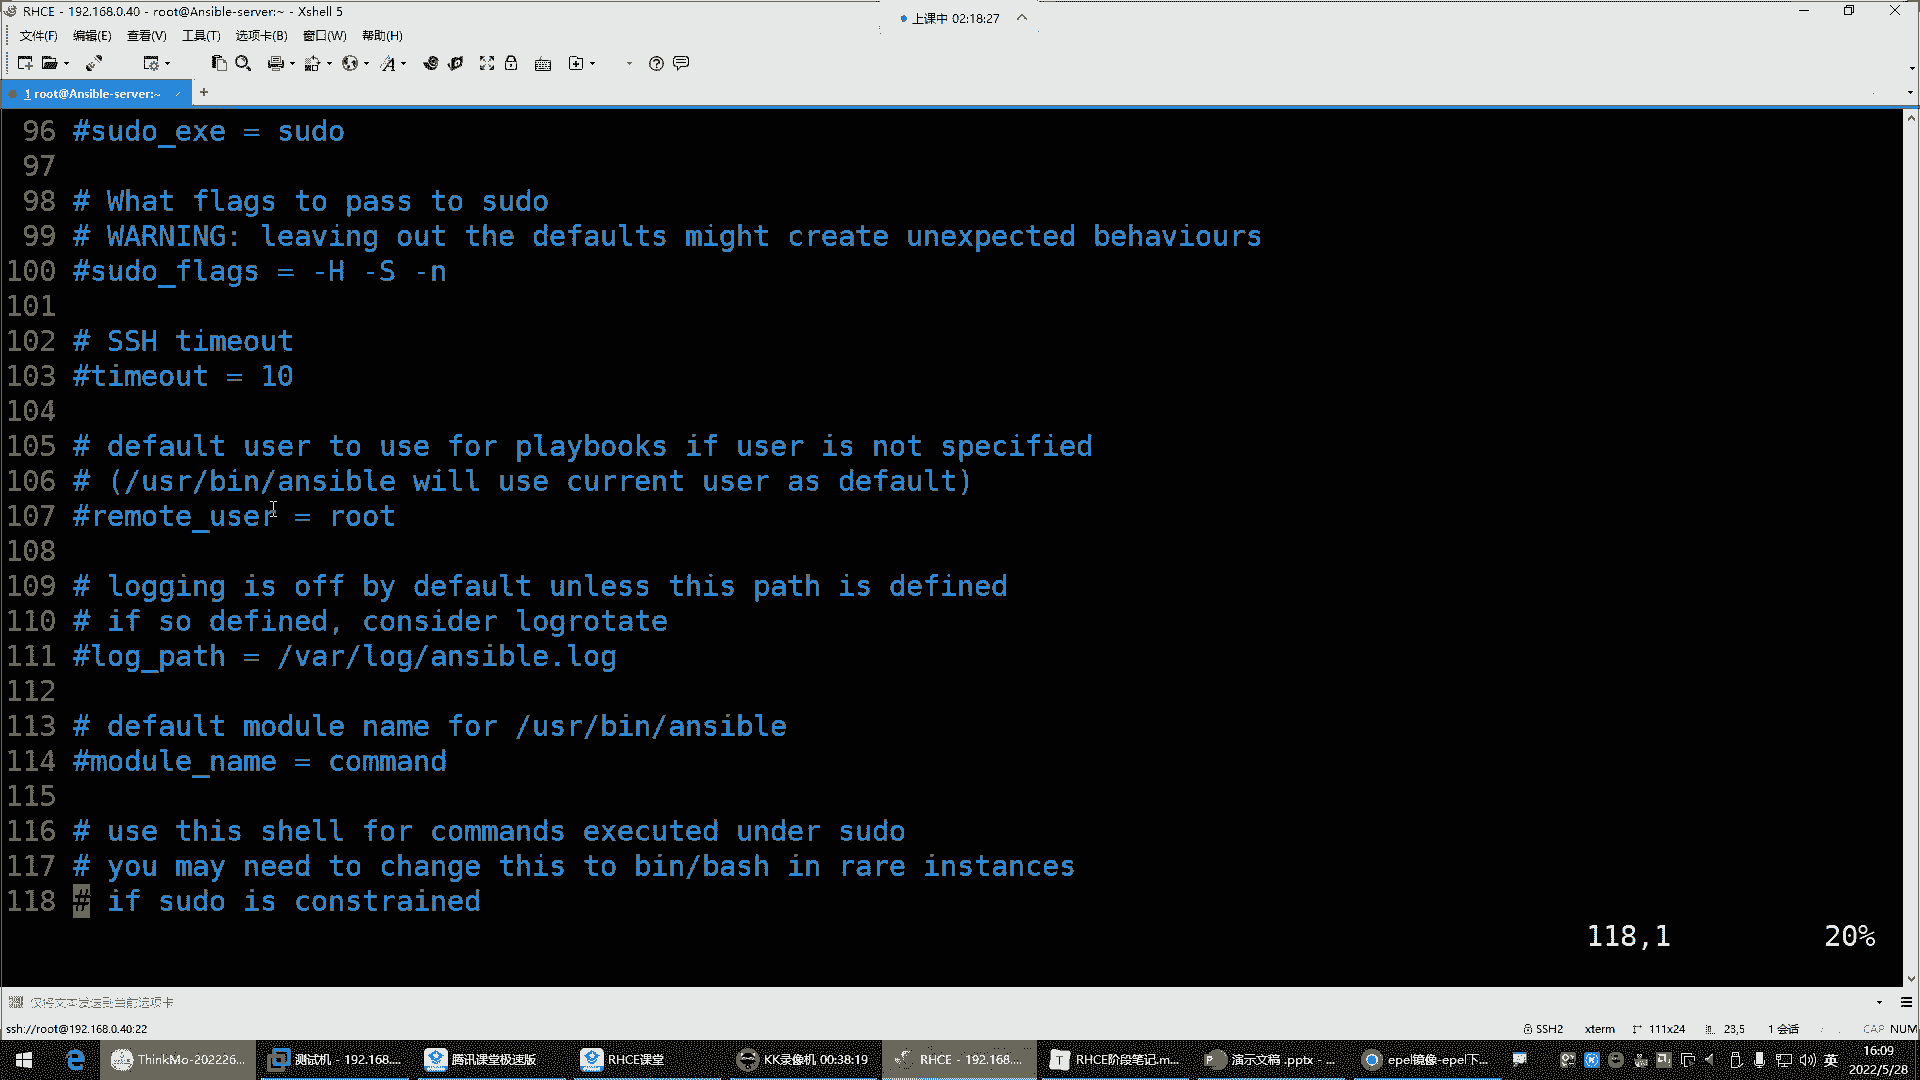 RHCE - 192.168.0.40 - root@Ansible-server:~ - Xshell 5
上课中 02:18:27
文件(F) 编辑(E) 查看(V) 工具(T) 选项卡(B) 窗口(W) 帮助(H)
1 root@Ansible-server:~
96 #sudo_exe = sudo
97
98 # What flags to pass to sudo
99 # WARNING: leaving out the defaults might create unexpected behaviours
100 #sudo_flags = -H -S -n
101
102 # SSH timeout
103 #timeout = 10
104
105 # default user to use for playbooks if user is not specified
106 # (/usr/bin/ansible will use current user as default)
107 #remote_user = root
108
109 # logging is off by default unless this path is defined
110 # if so defined, consider logrotate
111 #log_path = /var/log/ansible.log
112
113 # default module name for /usr/bin/ansible
114 #module_name = command
115
116 # use this shell for commands executed under sudo
117 # you may need to change this to bin/bash in rare instances
118 # if sudo is constrained
118,1 20%
仅将文本发送到当前选项卡
ssh://root@192.168.0.40:22 SSH2 xterm 111x24 23,5 1 会话 CAP NUM
ThinkMo-202226... 测试机 - 192.168.... 腾讯课堂极速版 RHCE课堂 KK录像机 00:38:19 RHCE - 192.168.... RHCE阶段笔记.m... 演示文稿 .pptx - ... epel镜像-epel下... 英 16:09
2022/5/28